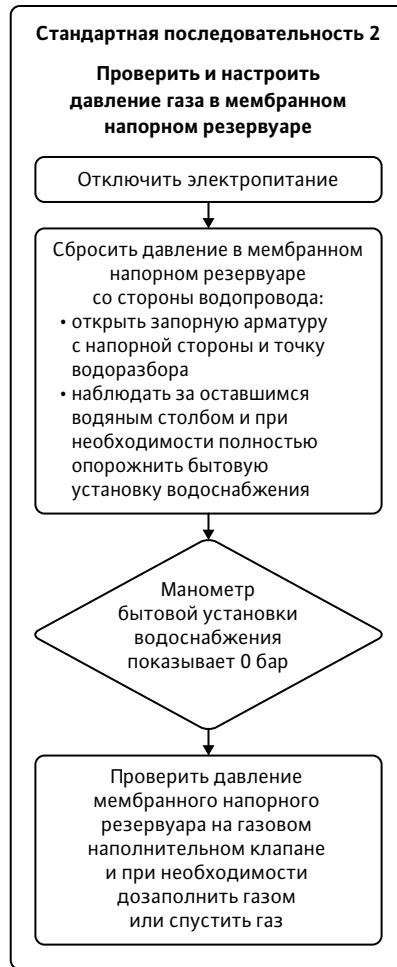 Стандартная последовательность 2
Проверить и настроить
давление газа в мембранном
напорном резервуаре
Отключить электропитание
Сбросить давление в мембранном
напорном резервуаре
со стороны водопровода:
• открыть запорную арматуру
с напорной стороны и точку
водоразбора
• наблюдать за оставшимся
водяным столбом и при
необходимости полностью
опорожнить бытовую
установку водоснабжения
Манометр
бытовой установки
водоснабжения
показывает 0 бар
Проверить давление
мембранного напорного
резервуара на газовом
наполнительном клапане
и при необходимости
дозаполнить газом
или спустить газ